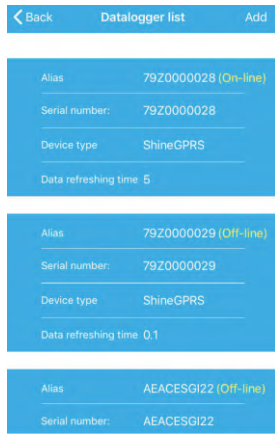 Back Datalogger list Add
Alias 79Z0000028 (On-line)
Serial number: 79Z0000028
Device type ShineGPRS
Data refreshing time 5
Alias 79Z0000029 (Off-line)
Serial number: 79Z0000029
Device type ShineGPRS
Data refreshing time 0.1
Alias AEACESGI22 (Off-line)
Serial number: AEACESGI22